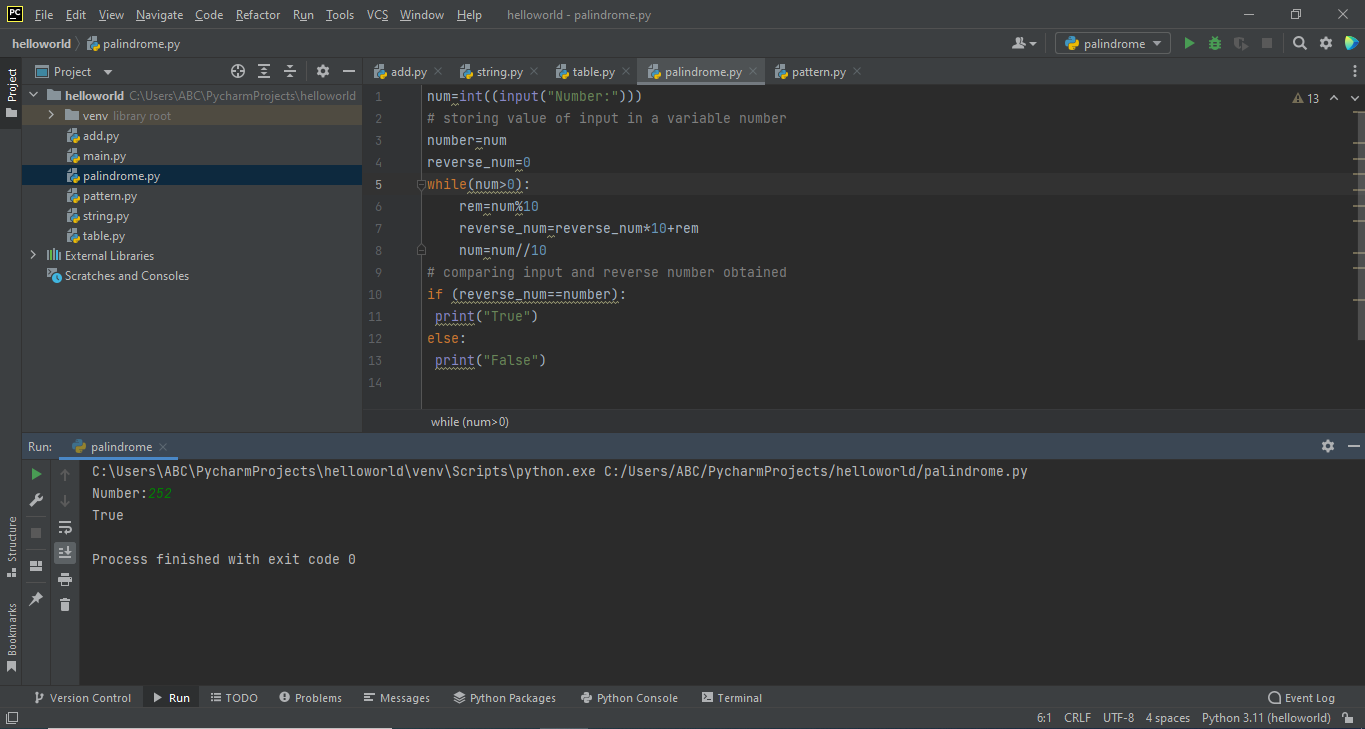 PC File Edit View Navigate Code Refactor Run Tools VCS Window Help helloworld - palindrome.py
helloworld palindrome.py palindrome
Project Project add.py string.py table.py palindrome.py pattern.py
helloworld C:\Users\ABC\PycharmProjects\helloworld
venv library root
add.py
main.py
palindrome.py
pattern.py
string.py
table.py
External Libraries
Scratches and Consoles
13
1 num=int((input("Number:")))
2 # storing value of input in a variable number
3 number=num
4 reverse_num=0
5 while(num>0):
6     rem=num%10
7     reverse_num=reverse_num*10+rem
8     num=num//10
9 # comparing input and reverse number obtained
10 if (reverse_num==number):
11  print("True")
12 else:
13  print("False")
14
while (num>0)
Run: palindrome
C:\Users\ABC\PycharmProjects\helloworld\venv\Scripts\python.exe C:/Users/ABC/PycharmProjects/helloworld/palindrome.py
Number:252
True
Process finished with exit code 0
Structure
Bookmarks
Version Control Run TODO Problems Messages Python Packages Python Console Terminal Event Log
6:1 CRLF UTF-8 4 spaces Python 3.11 (helloworld)